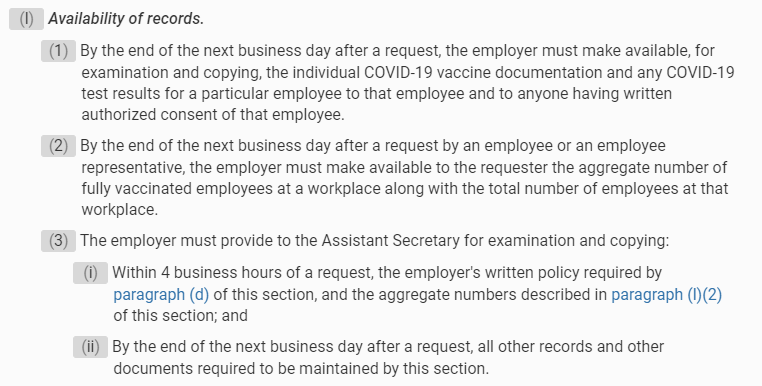 (l) Availability of records.
(1) By the end of the next business day after a request, the employer must make available, for
examination and copying, the individual COVID-19 vaccine documentation and any COVID-19
test results for a particular employee to that employee and to anyone having written
authorized consent of that employee.
(2) By the end of the next business day after a request by an employee or an employee
representative, the employer must make available to the requester the aggregate number of
fully vaccinated employees at a workplace along with the total number of employees at that
workplace.
(3) The employer must provide to the Assistant Secretary for examination and copying:
(i) Within 4 business hours of a request, the employer's written policy required by
paragraph (d) of this section, and the aggregate numbers described in paragraph (l)(2)
of this section; and
(ii) By the end of the next business day after a request, all other records and other
documents required to be maintained by this section.